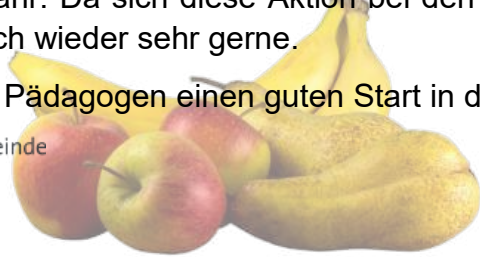 ahr. Da sich diese Aktion bei den
ch wieder sehr gerne.
Pädagogen einen guten Start in d
einde